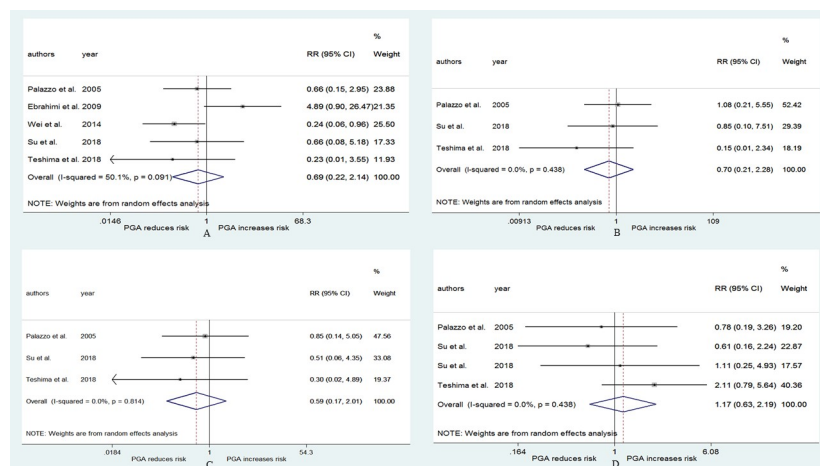 %
authors year RR (95% CI) Weight
Palazzo et al. 2005 0.66 (0.15, 2.95) 23.88
Ebrahimi et al. 2009 4.89 (0.90, 26.47)21.35
Wei et al. 2014 0.24 (0.06, 0.96) 25.50
Su et al. 2018 0.66 (0.08, 5.18) 17.33
Teshima et al. 2018 0.23 (0.01, 3.55) 11.93
Overall (I-squared = 50.1%, p = 0.091) 0.69 (0.22, 2.14) 100.00
NOTE: Weights are from random effects analysis
.0146 1 68.3
PGA reduces risk PGA increases risk
A
%
authors year RR (95% CI) Weight
Palazzo et al. 2005 1.08 (0.21, 5.55) 52.42
Su et al. 2018 0.85 (0.10, 7.51) 29.39
Teshima et al. 2018 0.15 (0.01, 2.34) 18.19
Overall (I-squared = 0.0%, p = 0.438) 0.70 (0.21, 2.28) 100.00
NOTE: Weights are from random effects analysis
.00913 1 109
PGA reduces risk PGA increases risk
B
%
authors year RR (95% CI) Weight
Palazzo et al. 2005 0.85 (0.14, 5.05) 47.56
Su et al. 2018 0.51 (0.06, 4.35) 33.08
Teshima et al. 2018 0.30 (0.02, 4.89) 19.37
Overall (I-squared = 0.0%, p = 0.814) 0.59 (0.17, 2.01) 100.00
NOTE: Weights are from random effects analysis
.0184 1 54.3
PGA reduces risk PGA increases risk
C
%
authors year RR (95% CI) Weight
Palazzo et al. 2005 0.78 (0.19, 3.26) 19.20
Su et al. 2018 0.61 (0.16, 2.24) 22.87
Su et al. 2018 1.11 (0.25, 4.93) 17.57
Teshima et al. 2018 2.11 (0.79, 5.64) 40.36
Overall (I-squared = 0.0%, p = 0.438) 1.17 (0.63, 2.19) 100.00
NOTE: Weights are from random effects analysis
.164 1 6.08
PGA reduces risk PGA increases risk
D